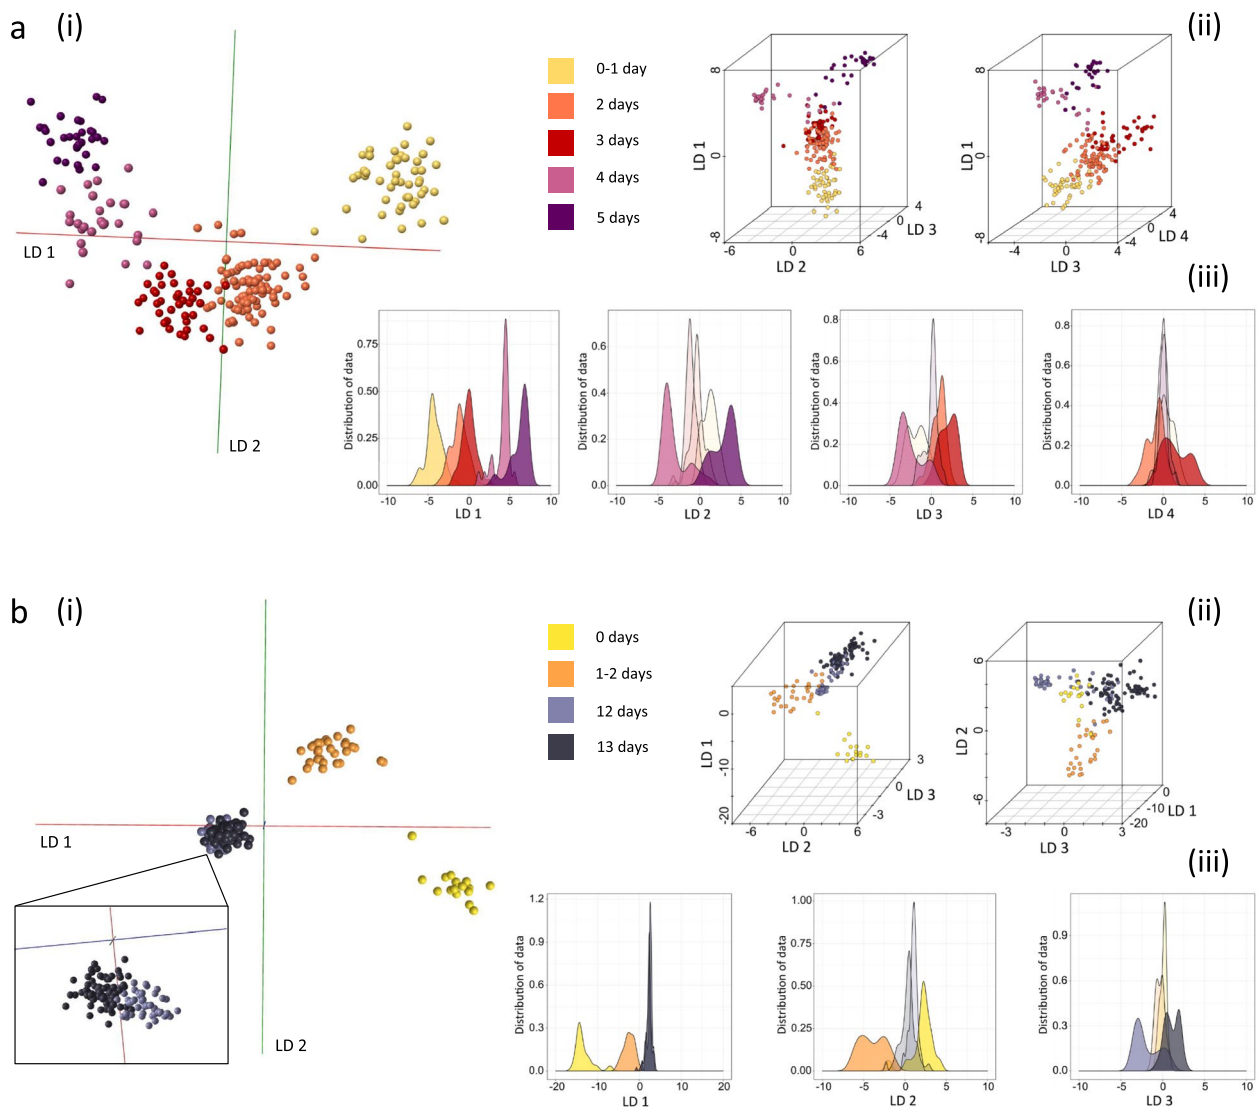 a (i)
LD 1
LD 2
0-1 day
2 days
3 days
4 days
5 days
(ii)
8
0
-8
LD 1
-6 0 6
LD 2
-4 0 4
LD 3
8
0
-8
LD 1
-4 0 4
LD 3
-4 0 4
LD 4
(iii)
Distribution of data
0.75
0.50
0.25
0.00
-10 -5 0 5 10
LD 1
Distribution of data
0.6
0.4
0.2
0.0
-10 -5 0 5 10
LD 2
Distribution of data
0.8
0.6
0.4
0.2
0.0
-10 -5 0 5 10
LD 3
Distribution of data
0.8
0.6
0.4
0.2
0.0
-10 -5 0 5 10
LD 4
b (i)
LD 1
LD 2
0 days
1-2 days
12 days
13 days
(ii)
0
-10
-20
LD 1
-6 0 6
LD 2
-3 0 3
LD 3
6
0
-6
LD 2
-3 0 3
LD 3
-20 -10 0
LD 1
(iii)
Distribution of data
1.2
0.9
0.6
0.3
0.0
-20 -10 0 10 20
LD 1
Distribution of data
1.00
0.75
0.50
0.25
0.00
-10 -5 0 5 10
LD 2
Distribution of data
0.9
0.6
0.3
0.0
-10 -5 0 5 10
LD 3